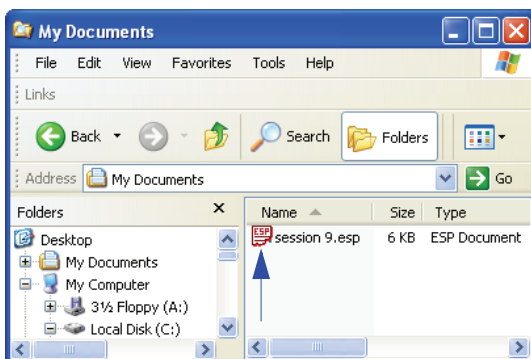 My Documents
File Edit View Favorites Tools Help
Links
Back Search Folders
Address My Documents Go
Folders Name Size Type
Desktop ESP session 9.esp 6 KB ESP Document
My Documents
My Computer
3½ Floppy (A:)
Local Disk (C:)